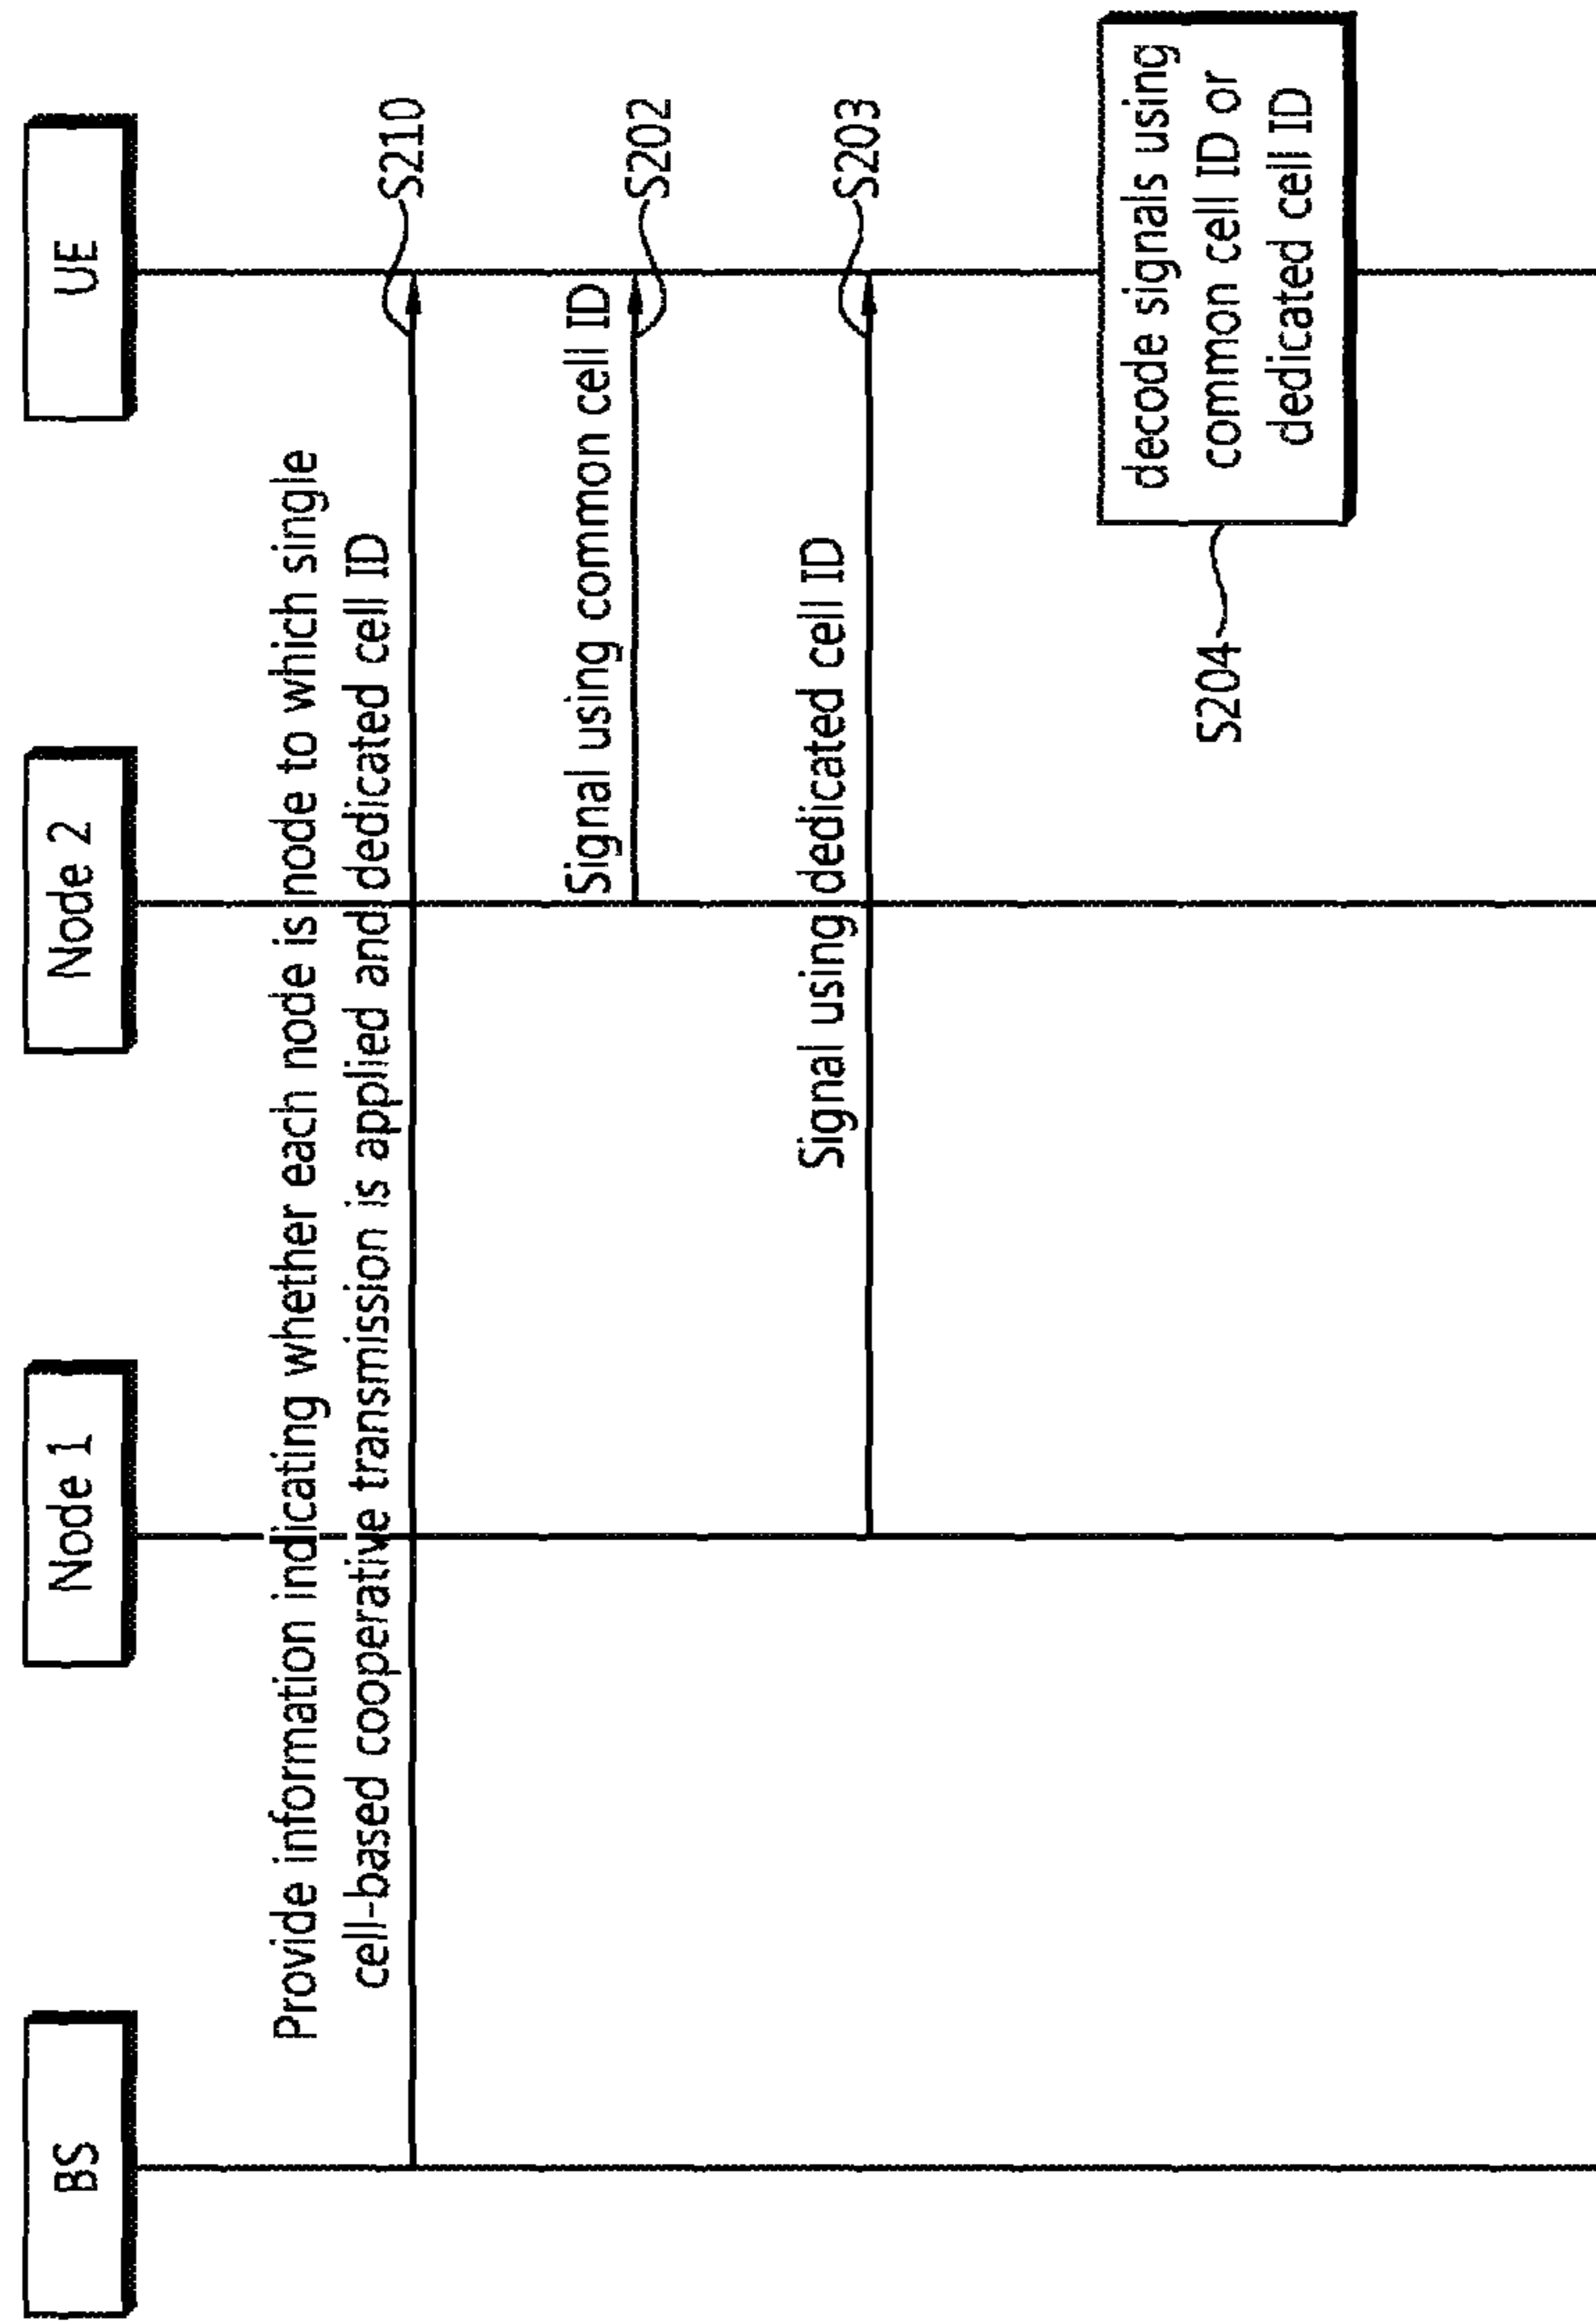 BS
Node 1
Node 2
UE
Provide information indicating whether each node is node to which single
cell-based cooperative transmission is applied and dedicated cell ID
S210
Signal using common cell ID
S202
Signal using dedicated cell ID
S203
decode signals using
common cell ID or
dedicated cell ID
S204